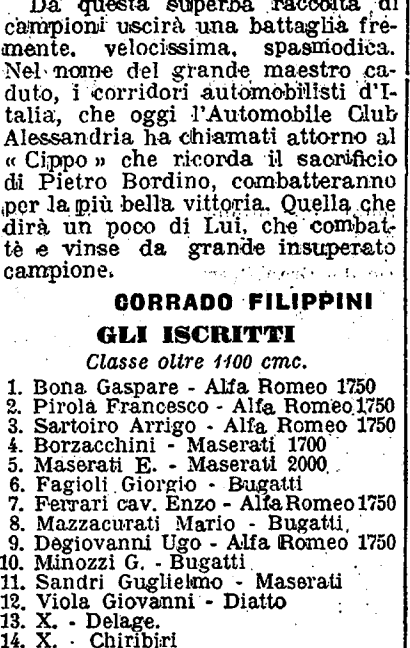 Da questa superba raccolta di
campioni uscirà una battaglia fre-
mente, velocissima, spasmodica.
Nel nome del grande maestro ca-
duto, i corridori automobilisti d'I-
talia, che oggi l'Automobile Club
Alessandria ha chiamati attorno al
« Cippo » che ricorda il sacrificio
di Pietro Bordino, combatteranno
per la più bella vittoria. Quella che
dirà un poco di Lui, che combat-
tè e vinse da grande insuperato
campione.
CORRADO FILIPPINI
GLI ISCRITTI
Classe oltre 1100 cmc.
1. Bona Gaspare - Alfa Romeo 1750
2. Pirola Francesco - Alfa Romeo 1750
3. Sartoiro Arrigo - Alfa Romeo 1750
4. Borzacchini - Maserati 1700
5. Maserati E. - Maserati 2000
6. Fagioli Giorgio - Bugatti
7. Ferrari cav. Enzo - Alfa Romeo 1750
8. Mazzacurati Mario - Bugatti.
9. Degiovanni Ugo - Alfa Romeo 1750
10. Minozzi G. - Bugatti
11. Sandri Guglielmo - Maserati
12. Viola Giovanni - Diatto
13. X. - Delage.
14. X. - Chiribiri